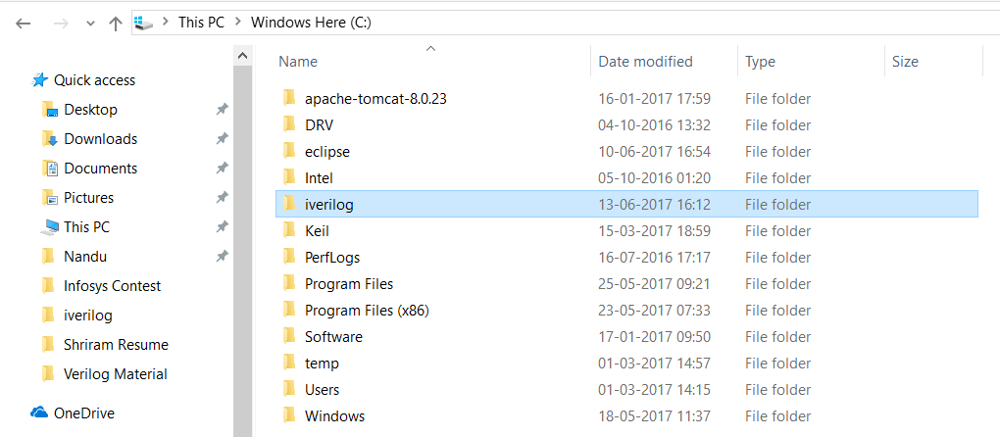 This PC > Windows Here (C:)
Name Date modified Type Size
Quick access
Desktop
Downloads
Documents
Pictures
This PC
Nandu
Infosys Contest
iverilog
Shriram Resume
Verilog Material
OneDrive
apache-tomcat-8.0.23 16-01-2017 17:59 File folder
DRV 04-10-2016 13:32 File folder
eclipse 10-06-2017 16:54 File folder
Intel 05-10-2016 01:20 File folder
iverilog 13-06-2017 16:12 File folder
Keil 15-03-2017 18:59 File folder
PerfLogs 16-07-2016 17:17 File folder
Program Files 25-05-2017 09:21 File folder
Program Files (x86) 23-05-2017 07:33 File folder
Software 17-01-2017 09:50 File folder
temp 01-03-2017 14:57 File folder
Users 01-03-2017 14:15 File folder
Windows 18-05-2017 11:37 File folder